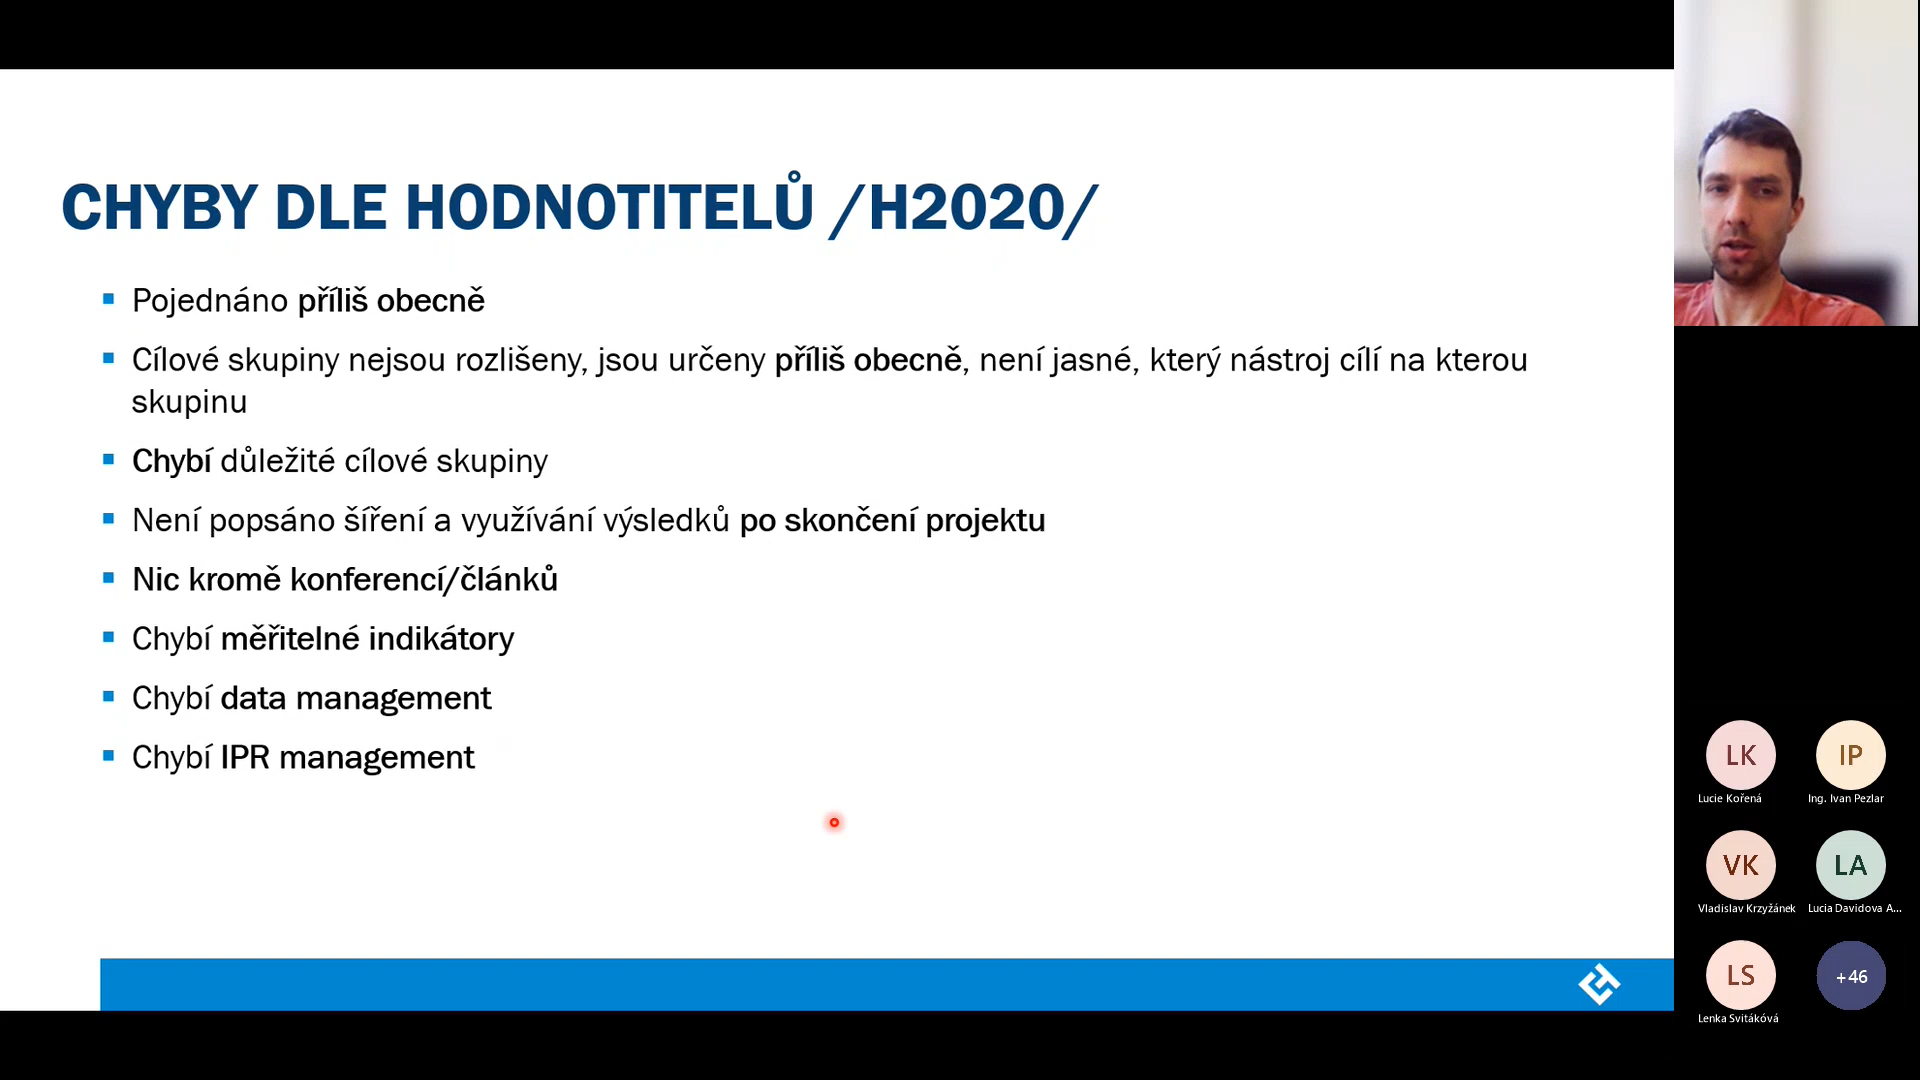 CHYBY DLE HODNOTITELŮ /H2020/
Pojednáno příliš obecně
Cílové skupiny nejsou rozlišeny, jsou určeny příliš obecně, není jasné, který nástroj cílí na kterou
skupinu
Chybí důležité cílové skupiny
Není popsáno šíření a využívání výsledků po skončení projektu
Nic kromě konferencí/článků
Chybí měřitelné indikátory
Chybí data management
Chybí IPR management
LK
Lucie Kořená
IP
Ing. Ivan Pezlar
VK
Vladislav Krzyžánek
LA
Lucia Davidova A...
LS
Lenka Svitáková
+46